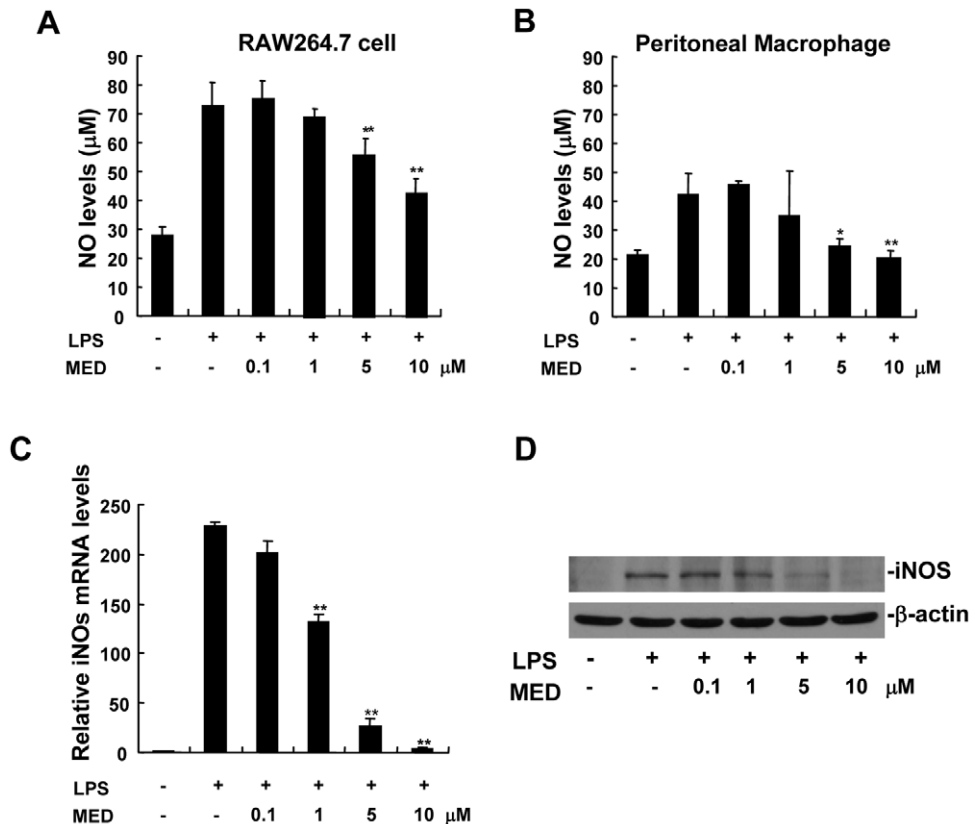 A
RAW264.7 cell
NO levels (μM)
90
80
70
60
50
40
30
20
10
0
**
**
LPS - + + + + +
MED - - 0.1 1 5 10 μM
B
Peritoneal Macrophage
NO levels (μM)
90
80
70
60
50
40
30
20
10
0
*
**
LPS - + + + + +
MED - - 0.1 1 5 10 μM
C
Relative iNOs mRNA levels
250
200
150
100
50
0
**
**
**
LPS - + + + + +
MED - - 0.1 1 5 10 μM
D
-iNOS
-β-actin
LPS - + + + + +
MED - - 0.1 1 5 10 μM